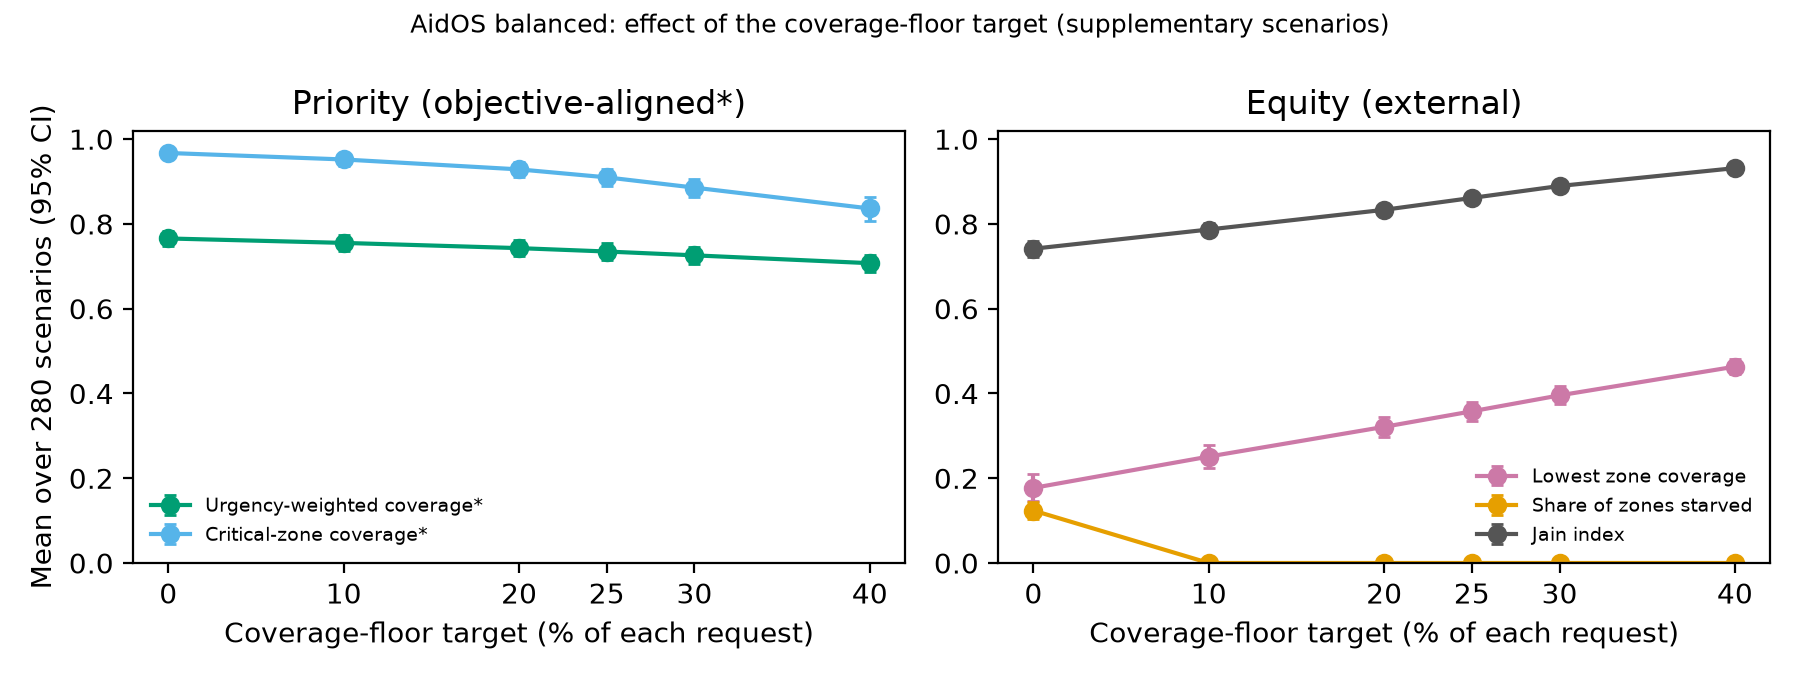 AidOS balanced: effect of the coverage-floor target (supplementary scenarios)
Priority (objective-aligned*)
Mean over 280 scenarios (95% CI)
1.0
0.8
0.6
0.4
0.2
0.0
Urgency-weighted coverage*
Critical-zone coverage*
0 10 20 25 30 40
Coverage-floor target (% of each request)
Equity (external)
1.0
0.8
0.6
0.4
0.2
0.0
Lowest zone coverage
Share of zones starved
Jain index
0 10 20 25 30 40
Coverage-floor target (% of each request)